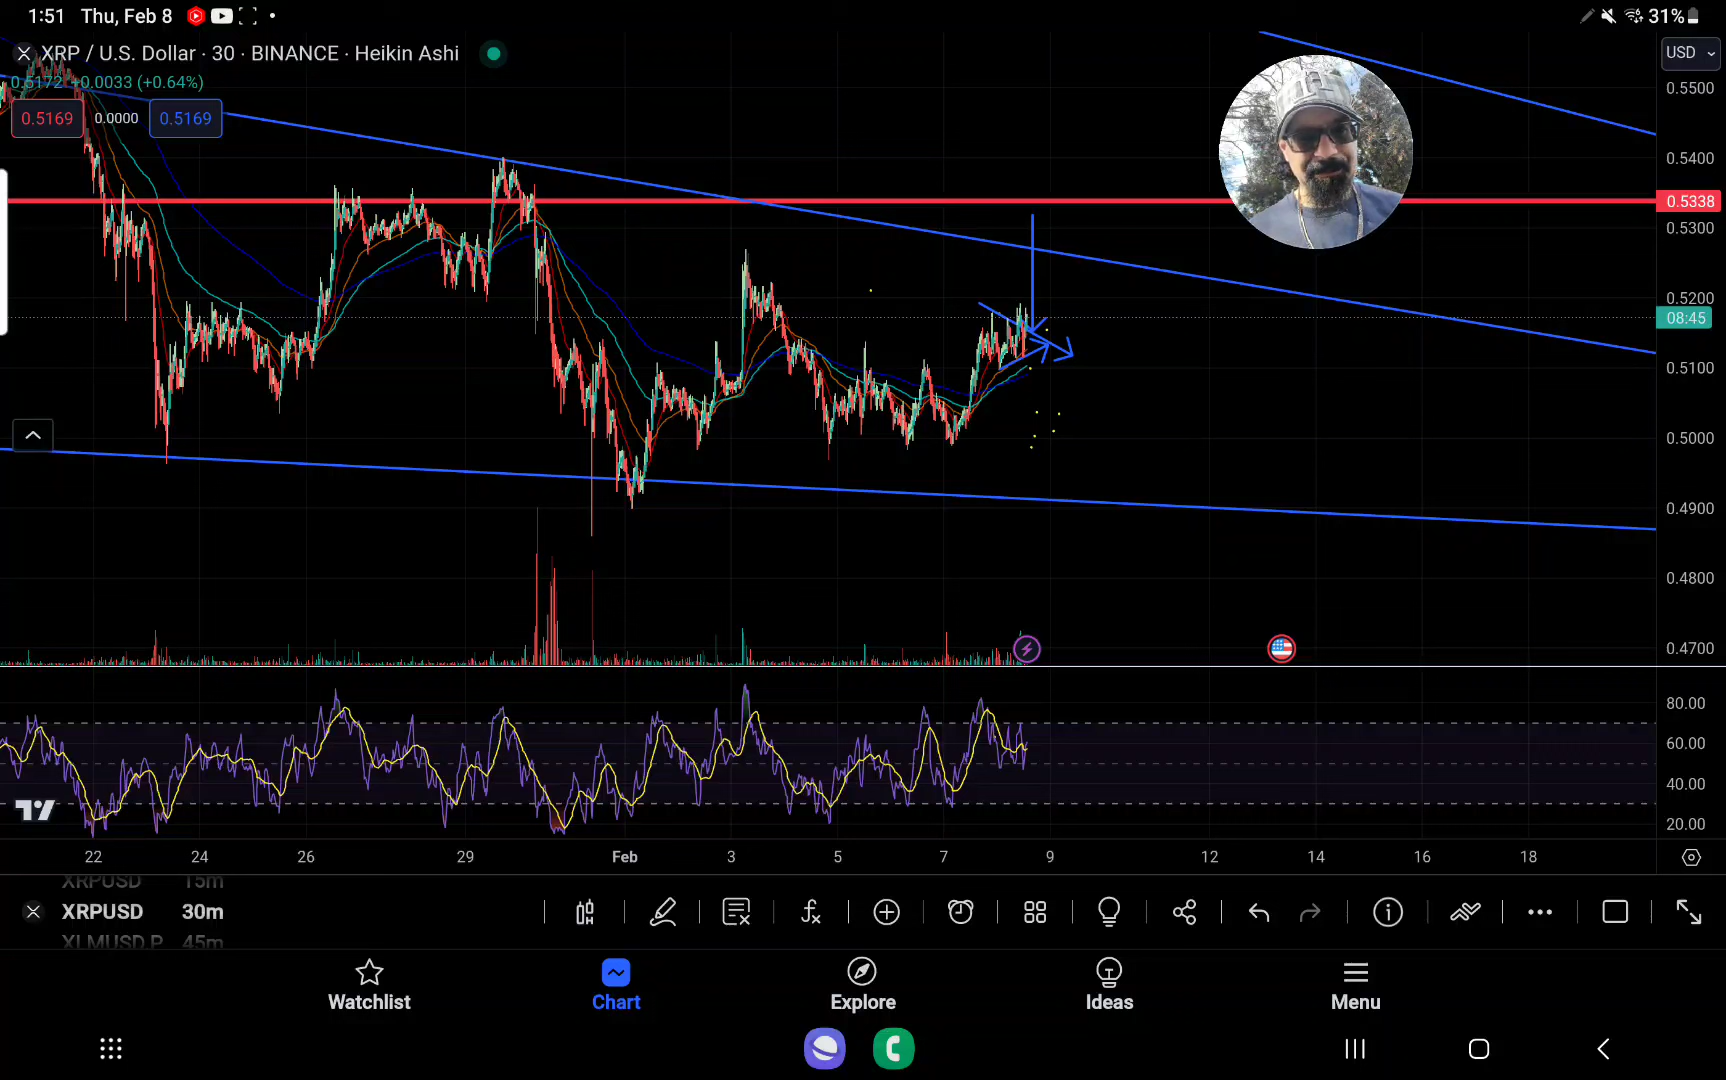 1:51 Thu, Feb 8 31%
XRP / U.S. Dollar · 30 · BINANCE · Heikin Ashi
USD
0.5172 +0.0033 (+0.64%)
0.5169 0.0000 0.5169
0.5500
0.5400
0.5338
0.5300
0.5200
08:45
0.5100
0.5000
0.4900
0.4800
0.4700
80.00
60.00
40.00
20.00
22 24 26 29 Feb 3 5 7 9 12 14 16 18
XRPUSD 15m
XRPUSD 30m
XLMUSD.P 45m
Watchlist Chart Explore Ideas Menu